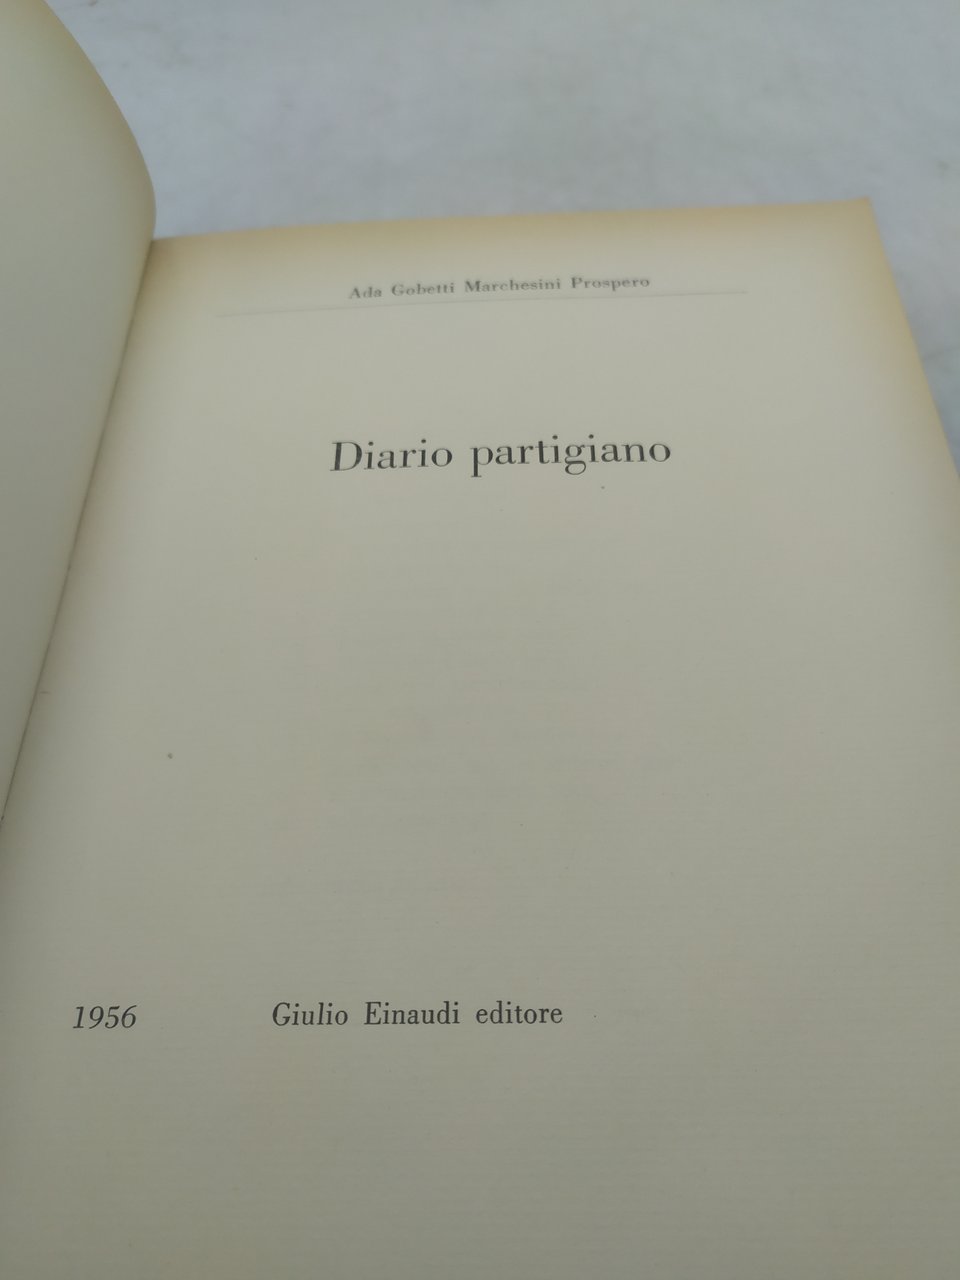 Ada Gobetti Marchesini Prospero
Diario partigiano
1956 Giulio Einaudi editore